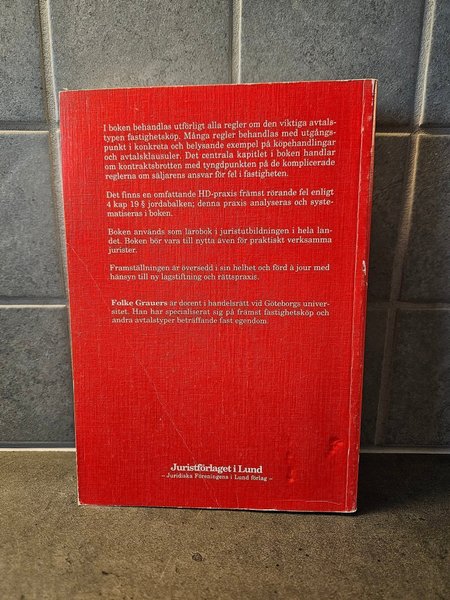 I boken behandlas utförligt alla regler om den viktiga avtals-
typen fastighetsköp. Många regler behandlas med utgångs-
punkt i konkreta och belysande exempel på köpehandlingar
och avtalsklausuler. Det centrala kapitlet i boken handlar
om kontraktsbrotten med tyngdpunkten på de komplicerade
reglerna om säljarens ansvar för fel i fastigheten.
Det finns en omfattande HD-praxis främst rörande fel enligt
4 kap 19 § jordabalken; denna praxis analyseras och syste-
matiseras i boken.
Boken används som lärobok i juristutbildningen i hela lan-
det. Boken bör vara till nytta även för praktiskt verksamma
jurister.
Framställningen är översedd i sin helhet och förd à jour med
hänsyn till ny lagstiftning och rättspraxis.
Folke Grauers är docent i handelsrätt vid Göteborgs univer-
sitet. Han har specialiserat sig på främst fastighetsköp och
andra avtalstyper beträffande fast egendom.
Juristförlaget i Lund
– Juridiska Föreningens i Lund förlag –